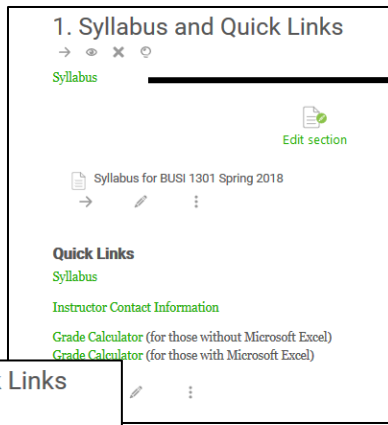 1. Syllabus and Quick Links
Syllabus
Edit section
Syllabus for BUSI 1301 Spring 2018
Quick Links
Syllabus
Instructor Contact Information
Grade Calculator (for those without Microsoft Excel)
Grade Calculator (for those with Microsoft Excel)
Links